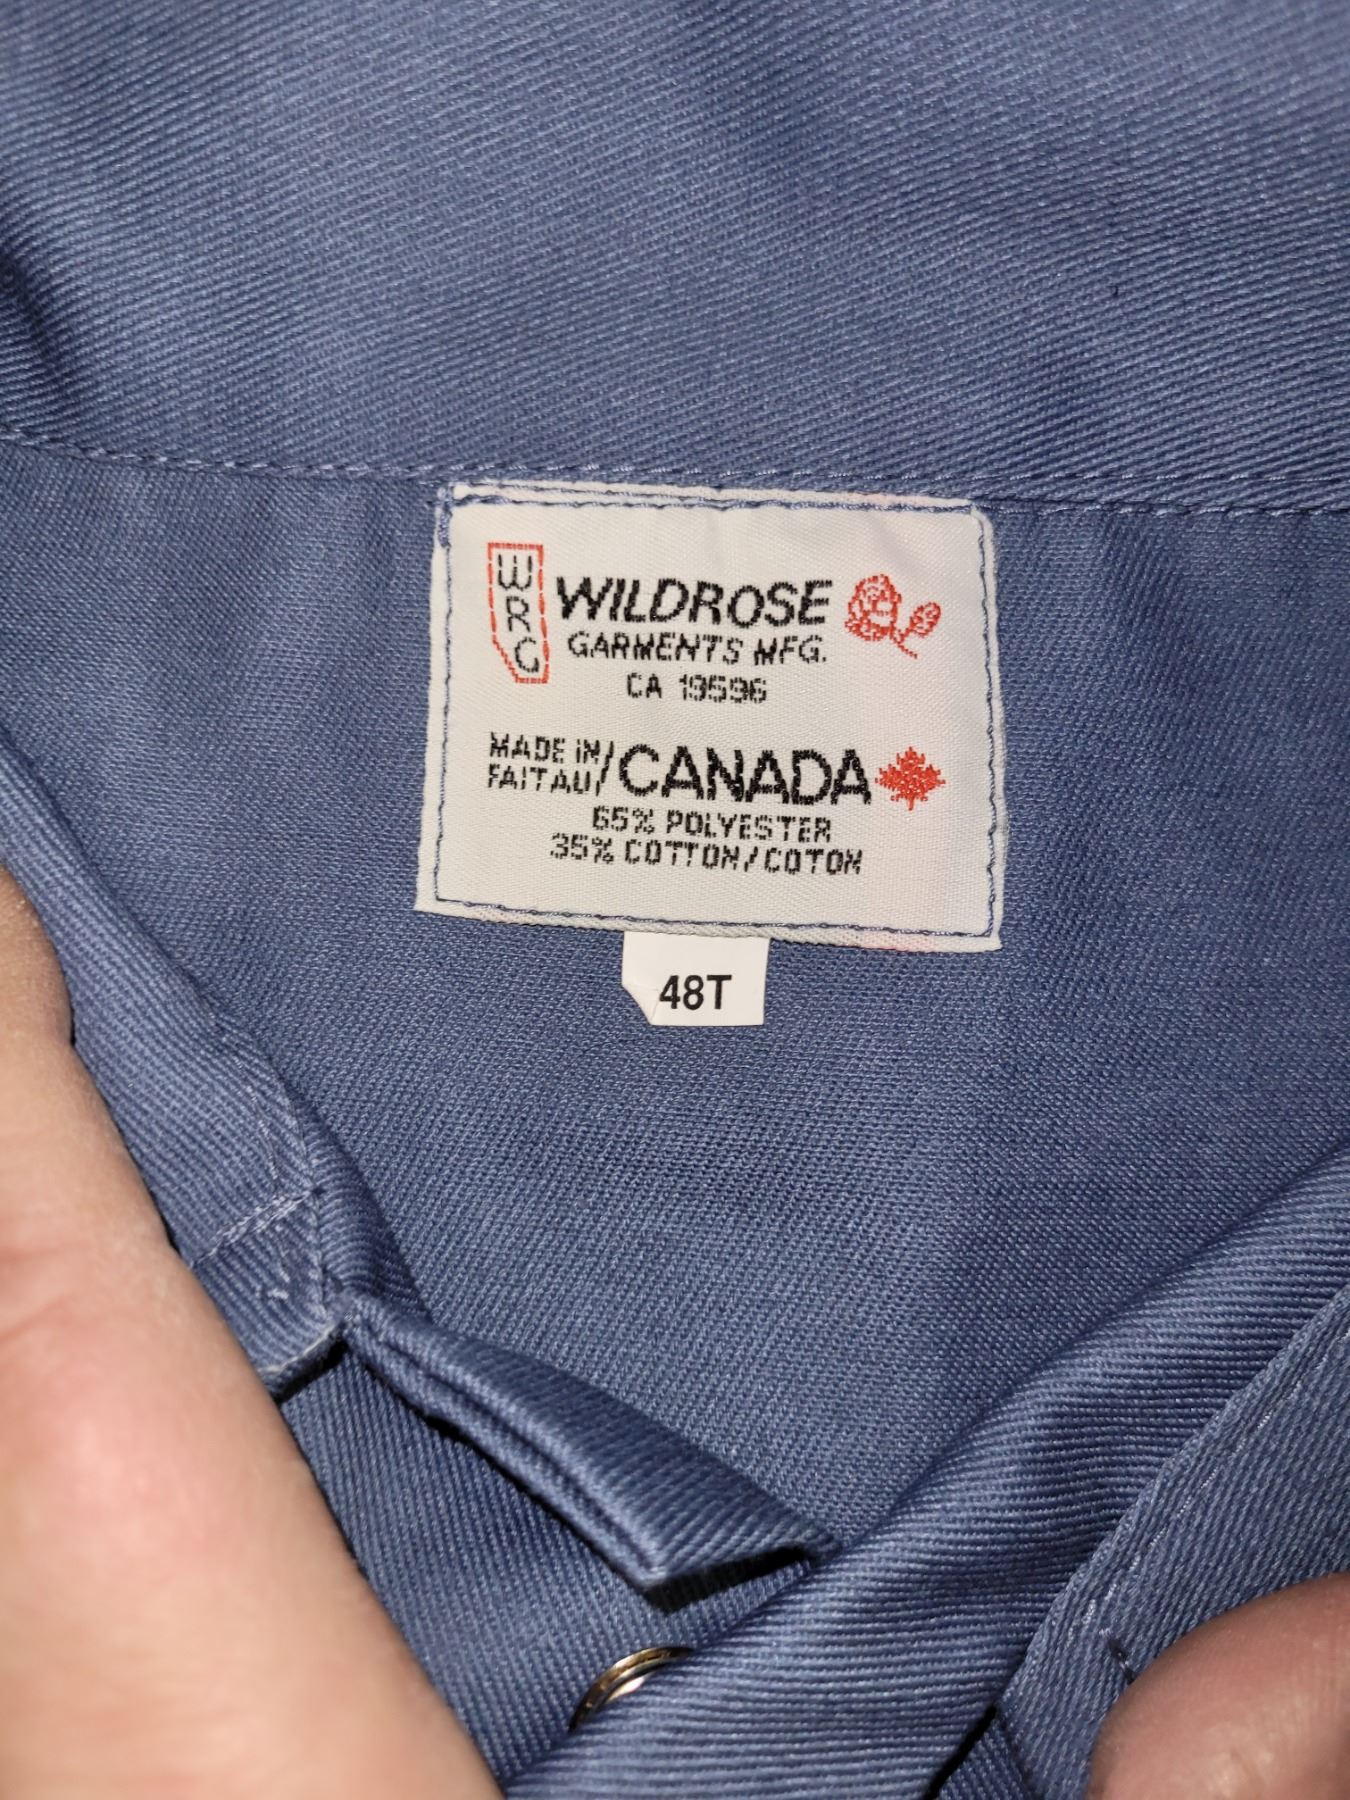 WRG
WILDROSE
GARMENTS MFG.
CA 19596
MADE IN/
FAIT AU/
CANADA
65% POLYESTER
35% COTTON/COTON
48T